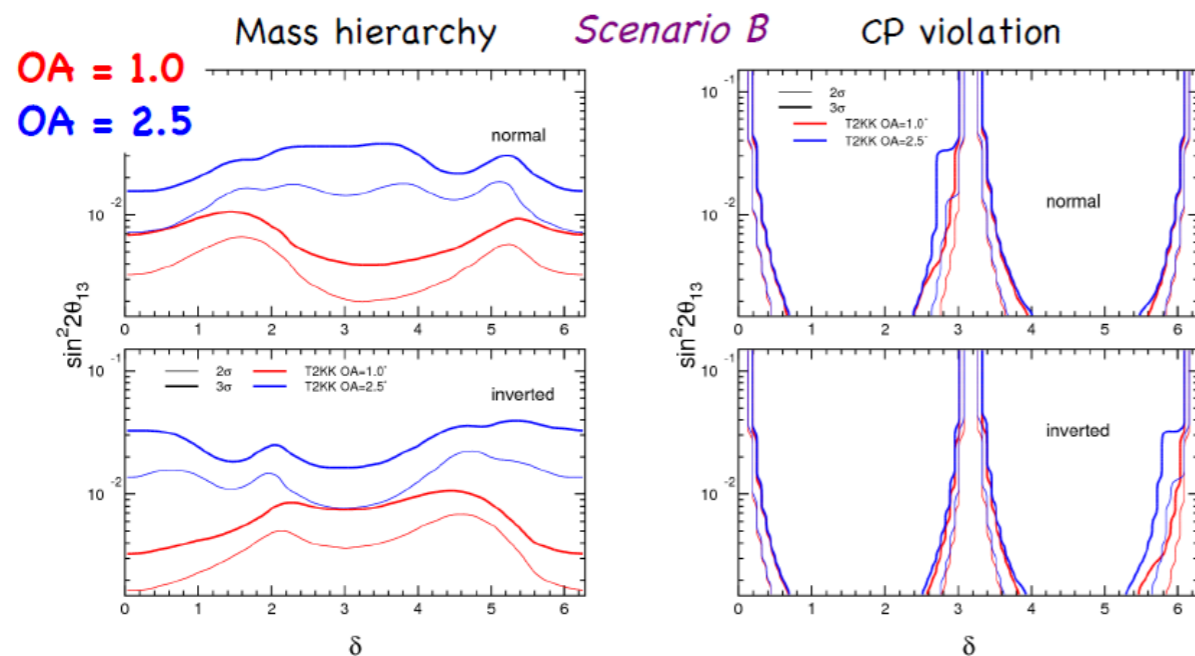 Mass hierarchy Scenario B CP violation
OA = 1.0
OA = 2.5
normal
sin²2θ₁₃
10⁻²
0 1 2 3 4 5 6
2σ T2KK OA=1.0°
3σ T2KK OA=2.5°
inverted
10⁻¹
10⁻²
0 1 2 3 4 5 6
δ
2σ
3σ
T2KK OA=1.0°
T2KK OA=2.5
normal
sin²2θ₁₃
10⁻¹
10⁻²
0 1 2 3 4 5 6
inverted
10⁻¹
10⁻²
0 1 2 3 4 5 6
δ